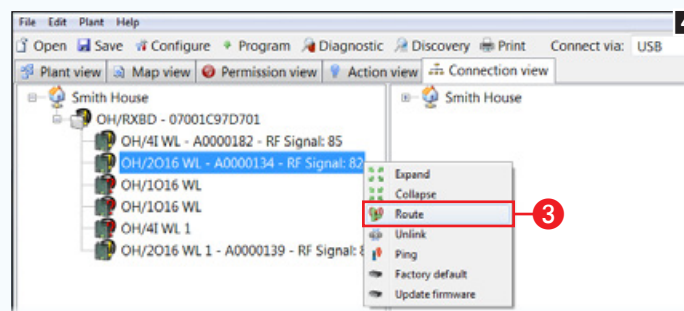 File Edit Plant Help
Open Save Configure Program Diagnostic Discovery Print Connect via: USB
Plant view Map view Permission view Action view Connection view
Smith House
OH/RXBD - 07001C97D701
OH/4I WL - A0000182 - RF Signal: 85
OH/2O16 WL - A0000134 - RF Signal: 82
OH/1O16 WL
OH/1O16 WL
OH/4I WL 1
OH/2O16 WL 1 - A0000139 - RF Signal:
Smith House
Expand
Collapse
Route
Unlink
Ping
Factory default
Update firmware
3